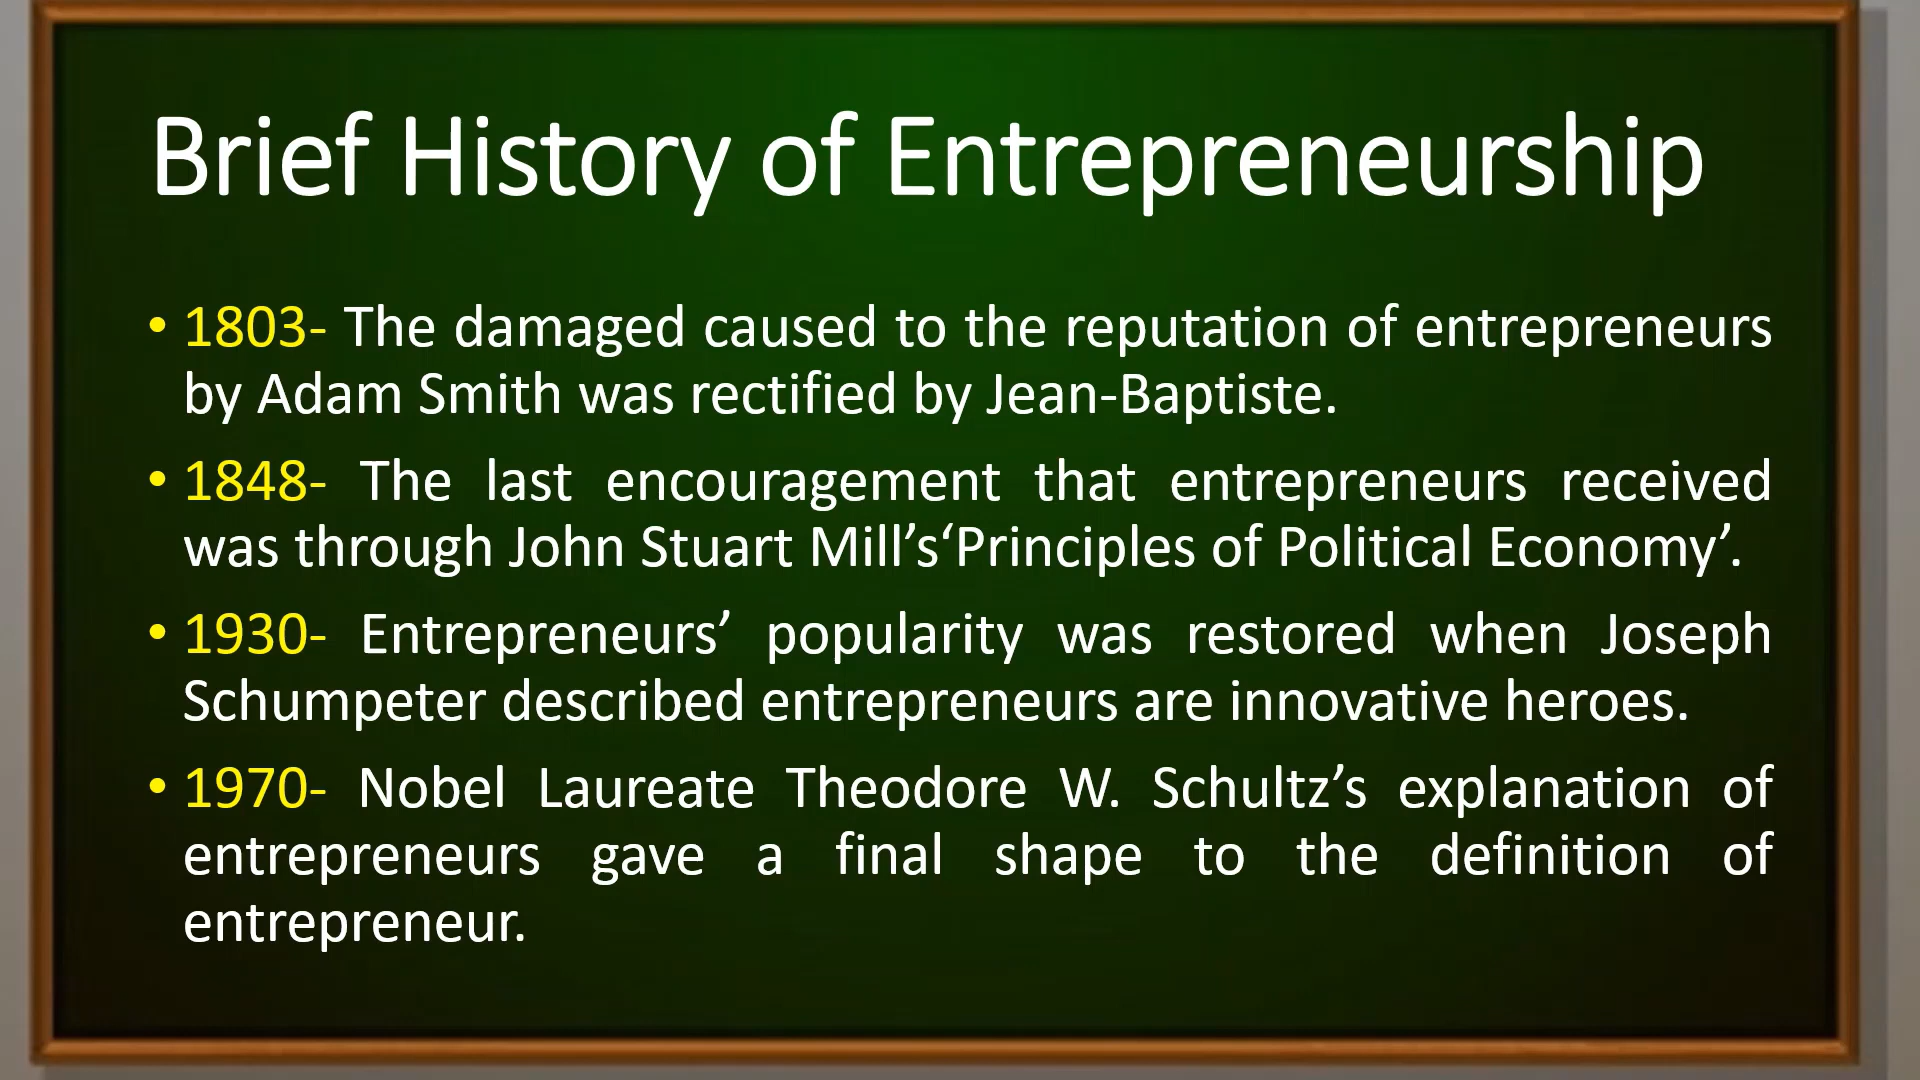 Brief History of Entrepreneurship
• 1803- The damaged caused to the reputation of entrepreneurs
by Adam Smith was rectified by Jean-Baptiste.
• 1848- The last encouragement that entrepreneurs received
was through John Stuart Mill’s‘Principles of Political Economy’.
• 1930- Entrepreneurs’ popularity was restored when Joseph
Schumpeter described entrepreneurs are innovative heroes.
• 1970- Nobel Laureate Theodore W. Schultz’s explanation of
entrepreneurs gave a final shape to the definition of
entrepreneur.